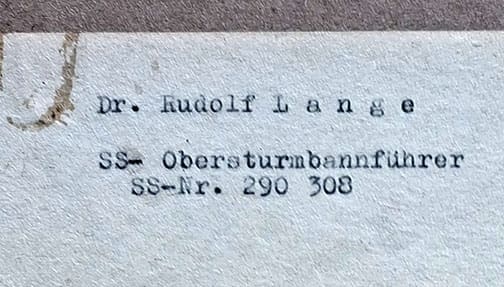 Dr. Rudolf L a n g e
SS- Obersturmbannführer
SS-Nr. 290 308